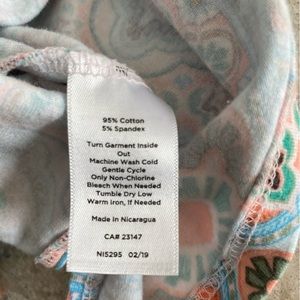 95% Cotton
5% Spandex
Turn Garment Inside
Out
Machine Wash Cold
Gentle Cycle
Only Non-Chlorine
Bleach When Needed
Tumble Dry Low
Warm Iron, If Needed
Made in Nicaragua
CA# 23147
NI5295 02/19